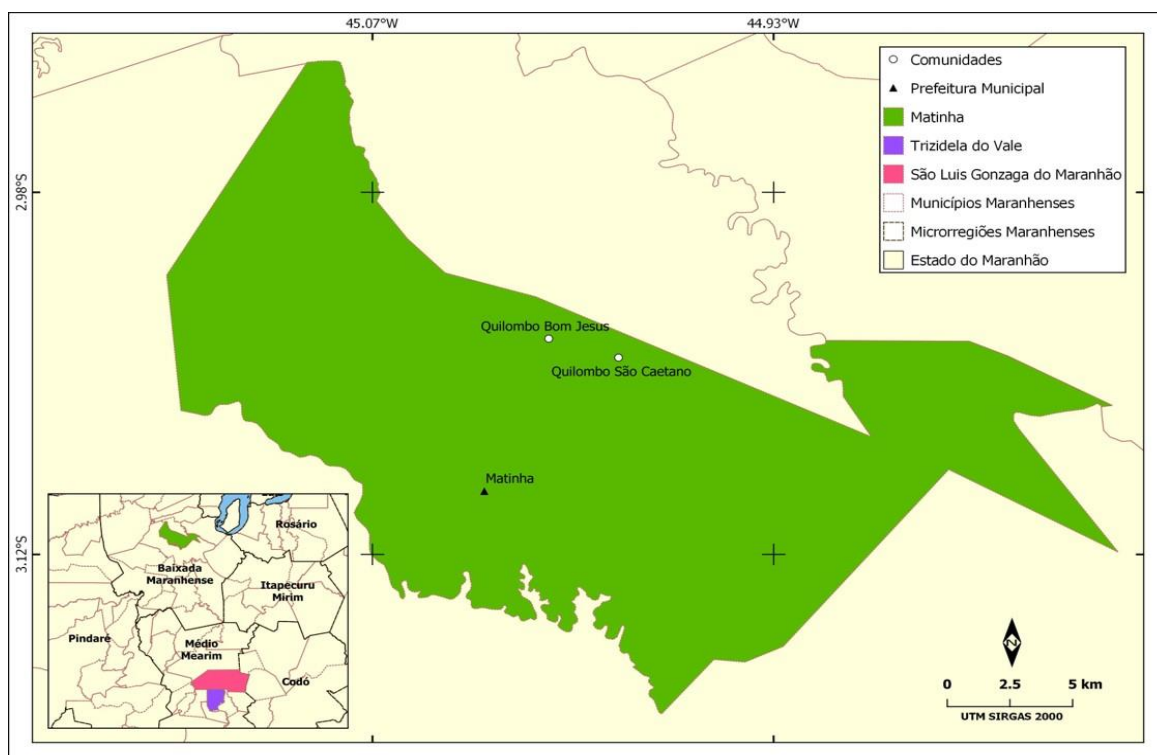 45.07°W
44.93°W
Comunidades
Prefeitura Municipal
Matinha
Trizidela do Vale
São Luis Gonzaga do Maranhão
Municípios Maranhenses
Microrregiões Maranhenses
Estado do Maranhão
2.98°S
Quilombo Bom Jesus
Quilombo São Caetano
Matinha
3.12°S
Rosário
Baixada
Maranhense
Itapecuru
Mirim
Pindaré
Médio
Mearim
Codó
N
0 2.5 5 km
UTM SIRGAS 2000